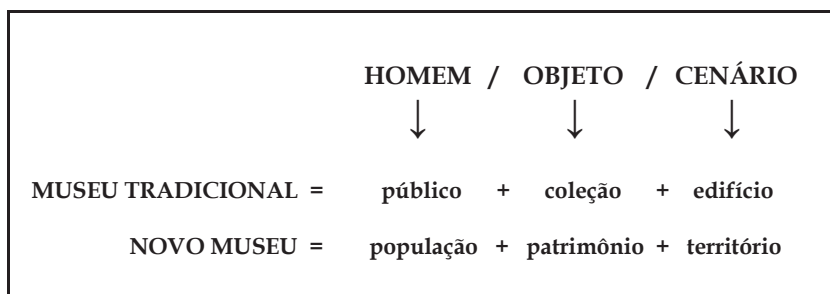 HOMEM / OBJETO / CENÁRIO
↓ ↓ ↓
MUSEU TRADICIONAL = público + coleção + edifício
NOVO MUSEU = população + patrimônio + território